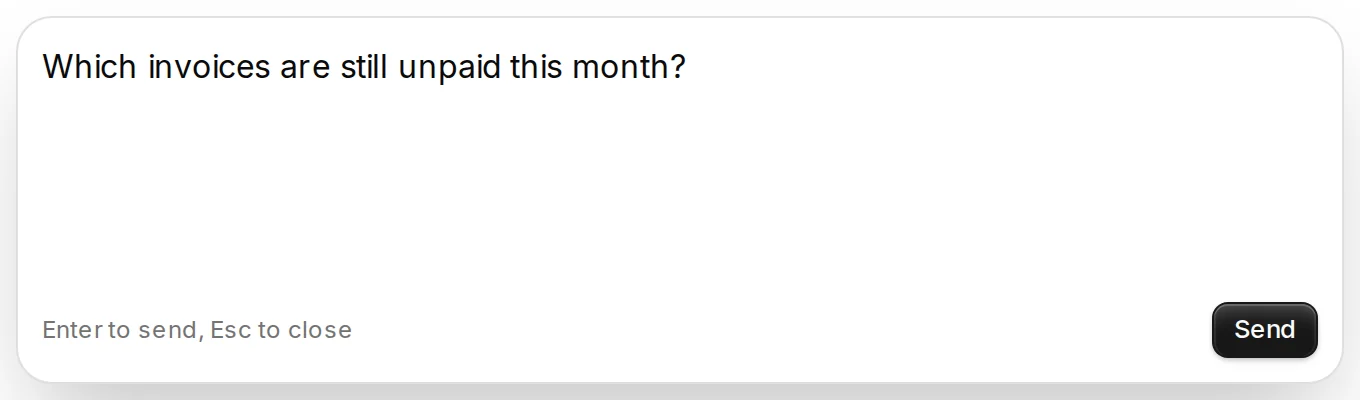 Which invoices are still unpaid this month?
Enter to send, Esc to close
Send